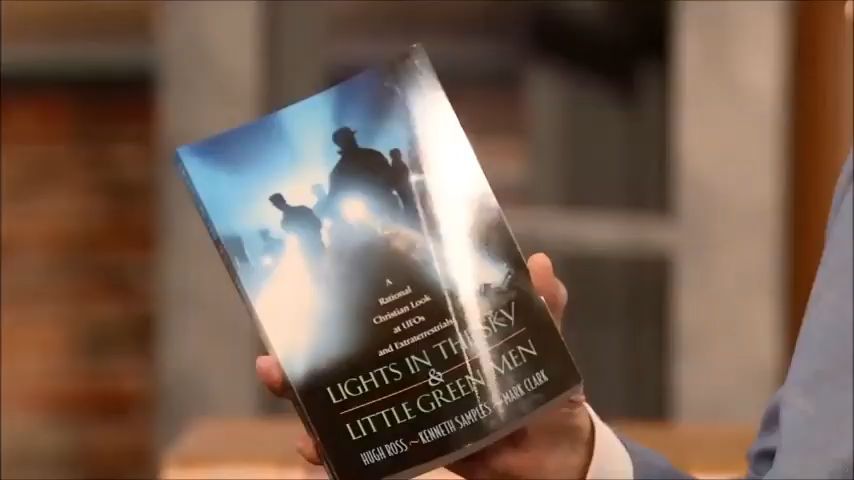 A
Rational
Christian Look
at UFOs
and Extraterrestrials
LIGHTS IN THE SKY
&
LITTLE GREEN MEN
HUGH ROSS ~ KENNETH SAMPLES ~ MARK CLARK